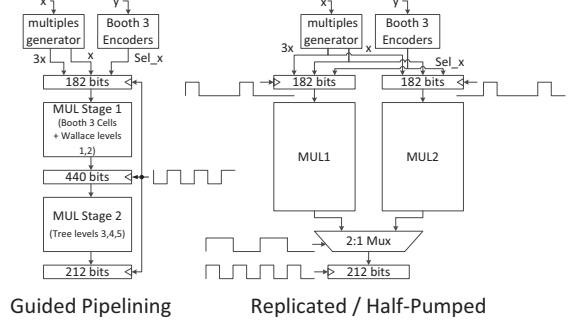 x
y
multiples
generator
Booth 3
Encoders
3x
x
Sel_x
182 bits
MUL Stage 1
(Booth 3 Cells
+ Wallace levels
1,2)
440 bits
MUL Stage 2
(Tree levels 3,4,5)
212 bits
Guided Pipelining
x
y
multiples
generator
Booth 3
Encoders
3x
x
Sel_x
182 bits
182 bits
MUL1
MUL2
2:1 Mux
212 bits
Replicated / Half-Pumped